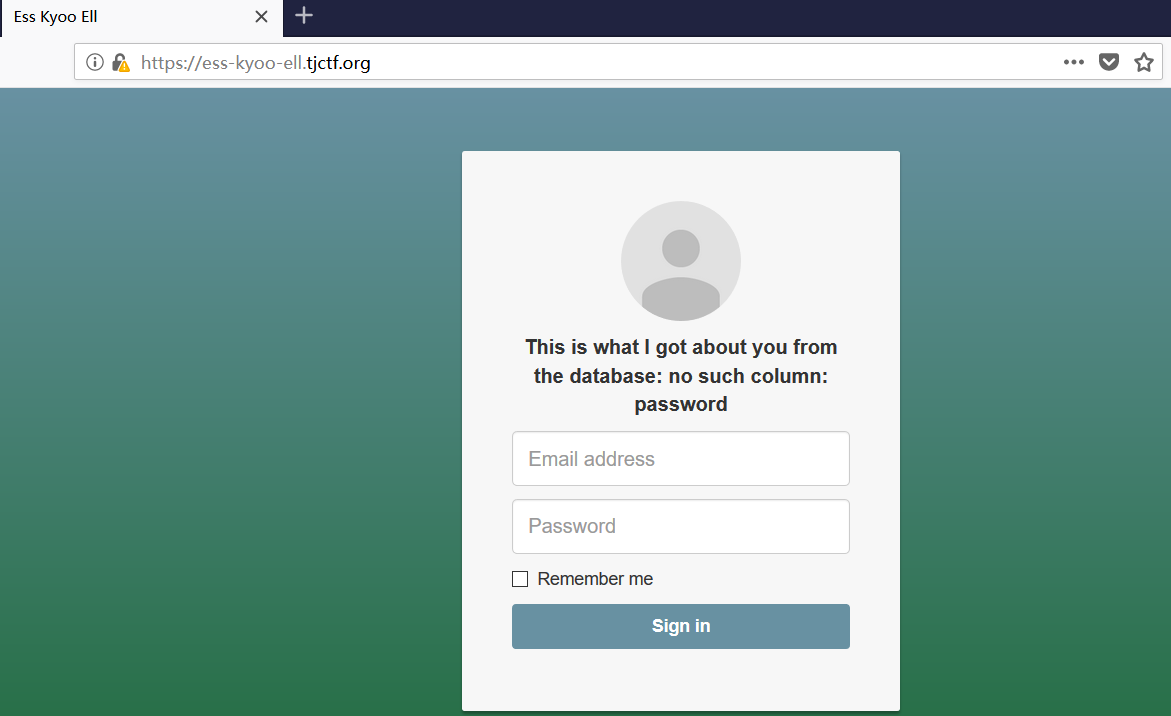 Ess Kyoo Ell
https://ess-kyoo-ell.tjctf.org
This is what I got about you from
the database: no such column:
password
Email address
Password
Remember me
Sign in